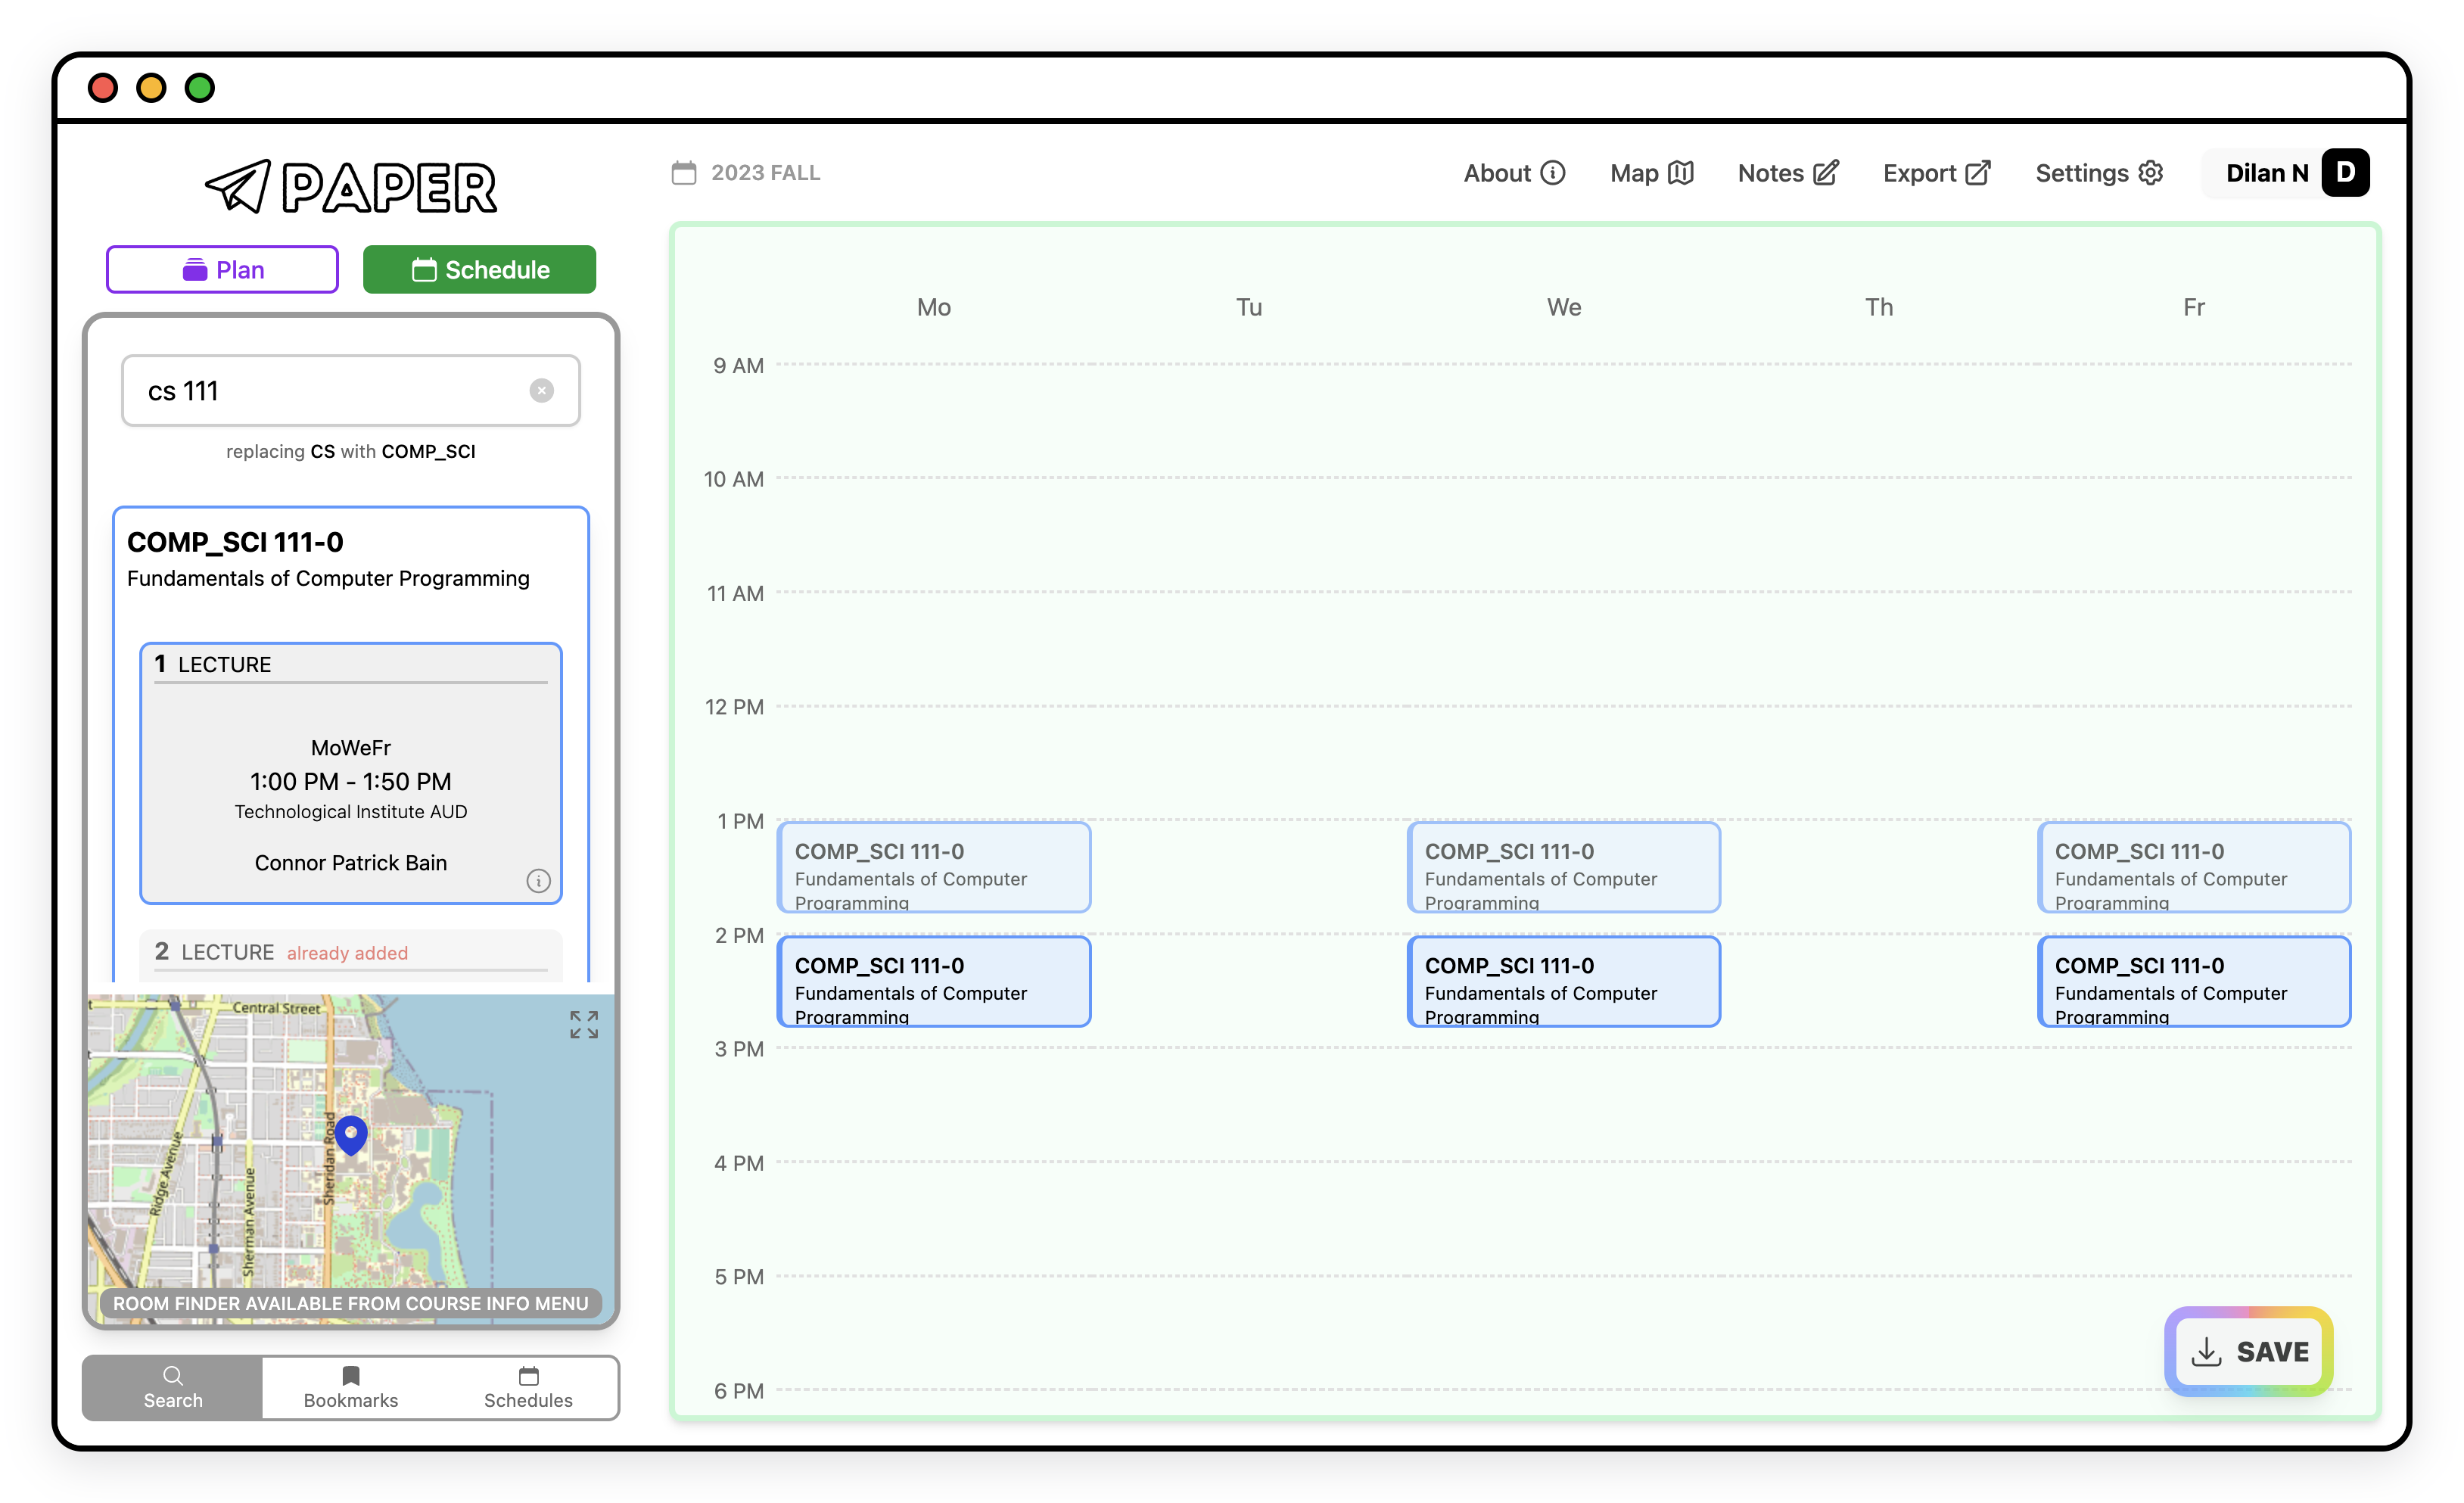 PAPER
Plan
Schedule
cs 111
replacing CS with COMP_SCI
COMP_SCI 111-0
Fundamentals of Computer Programming
1 LECTURE
MoWeFr
1:00 PM - 1:50 PM
Technological Institute AUD
Connor Patrick Bain
2 LECTURE already added
Central Street
Ridge Avenue
Sherman Avenue
Sheridan Road
ROOM FINDER AVAILABLE FROM COURSE INFO MENU
Search
Bookmarks
Schedules
2023 FALL
About
Map
Notes
Export
Settings
Dilan N D
Mo Tu We Th Fr
9 AM
10 AM
11 AM
12 PM
1 PM
COMP_SCI 111-0
Fundamentals of Computer
Programming
COMP_SCI 111-0
Fundamentals of Computer
Programming
COMP_SCI 111-0
Fundamentals of Computer
Programming
2 PM
COMP_SCI 111-0
Fundamentals of Computer
Programming
COMP_SCI 111-0
Fundamentals of Computer
Programming
COMP_SCI 111-0
Fundamentals of Computer
Programming
3 PM
4 PM
5 PM
6 PM
SAVE